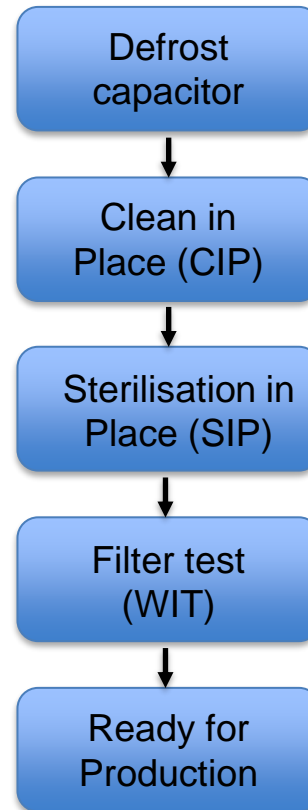 Defrost
capacitor
Clean in
Place (CIP)
Sterilisation in
Place (SIP)
Filter test
(WIT)
Ready for
Production